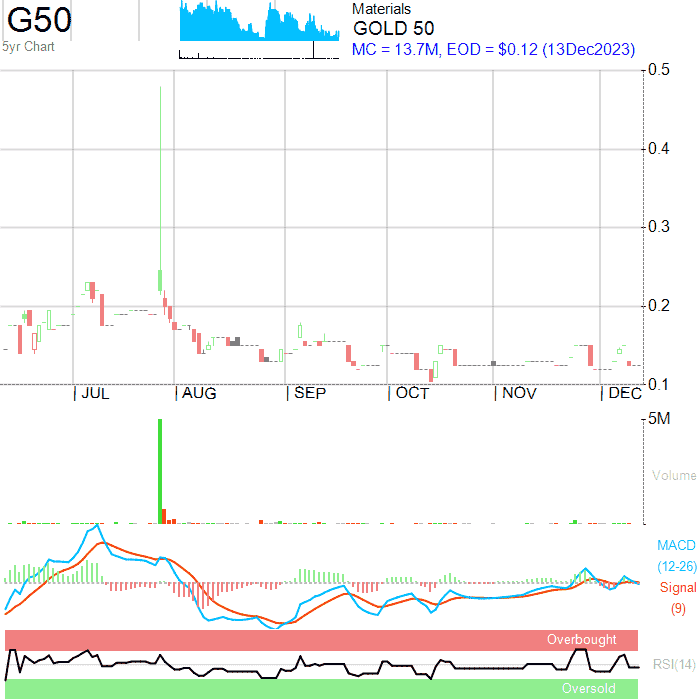 G50
5yr Chart
Materials
GOLD 50
MC = 13.7M, EOD = $0.12 (13Dec2023)
0.5
0.4
0.3
0.2
0.1
JUL AUG SEP OCT NOV DEC
5M
Volume
MACD
(12-26)
Signal
(9)
Overbought
RSI(14)
Oversold